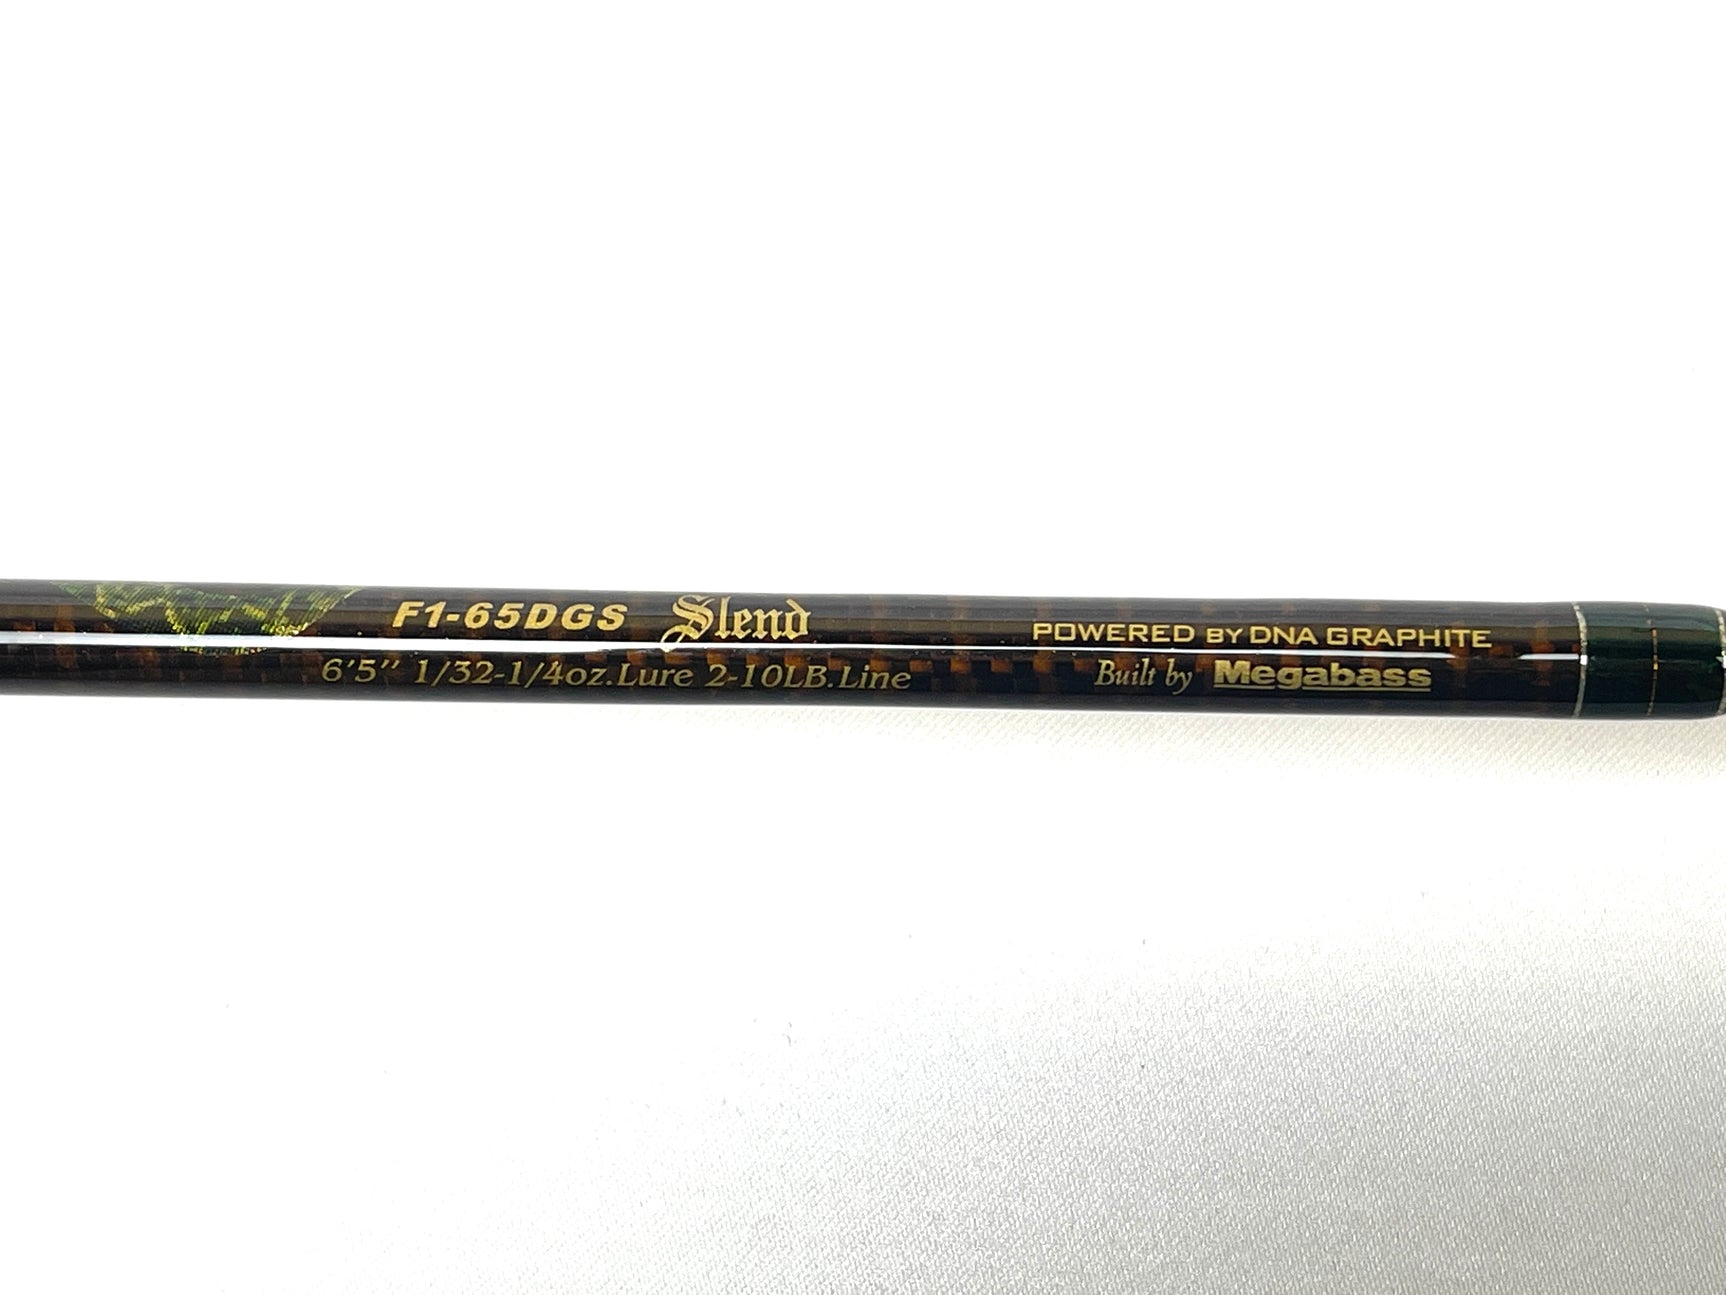 F1-65DGS Slend
6'5'' 1/32-1/4oz.Lure 2-10LB.Line
POWERED BY DNA GRAPHITE
Built by Megabass